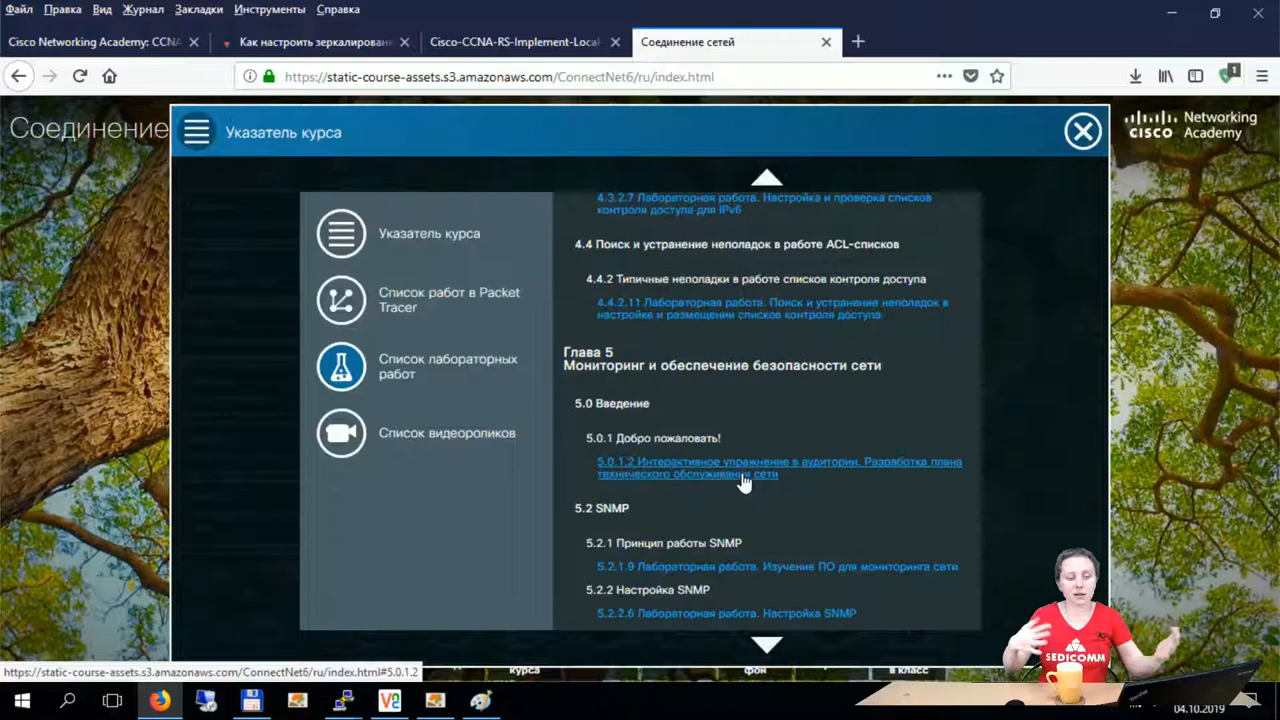 Файл Правка Вид Журнал Закладки Инструменты Справка
Cisco Networking Academy: CCNA
Как настроить зеркалирован
Cisco-CCNA-RS-Implement-Local-
Соединение сетей
https://static-course-assets.s3.amazonaws.com/ConnectNet6/ru/index.html
1
Соединение
Указатель курса
cisco Networking Academy
Указатель курса
Список работ в Packet
Tracer
Список лабораторных
работ
Список видеороликов
4.3.2.7 Лабораторная работа. Настройка и проверка списков
контроля доступа для IPv6
4.4 Поиск и устранение неполадок в работе ACL-списков
4.4.2 Типичные неполадки в работе списков контроля доступа
4.4.2.11 Лабораторная работа. Поиск и устранение неполадок в
настройке и размещении списков контроля доступа
Глава 5
Мониторинг и обеспечение безопасности сети
5.0 Введение
5.0.1 Добро пожаловать!
5.0.1.2 Интерактивное упражнение в аудитории. Разработка плана
технического обслуживания сети
5.2 SNMP
5.2.1 Принцип работы SNMP
5.2.1.9 Лабораторная работа. Изучение ПО для мониторинга сети
5.2.2 Настройка SNMP
5.2.2.6 Лабораторная работа. Настройка SNMP
SEDICOMM
https://static-course-assets.s3.amazonaws.com/ConnectNet6/ru/index.html#5.0.1.2
курса
фон
в класс
04.10.2019